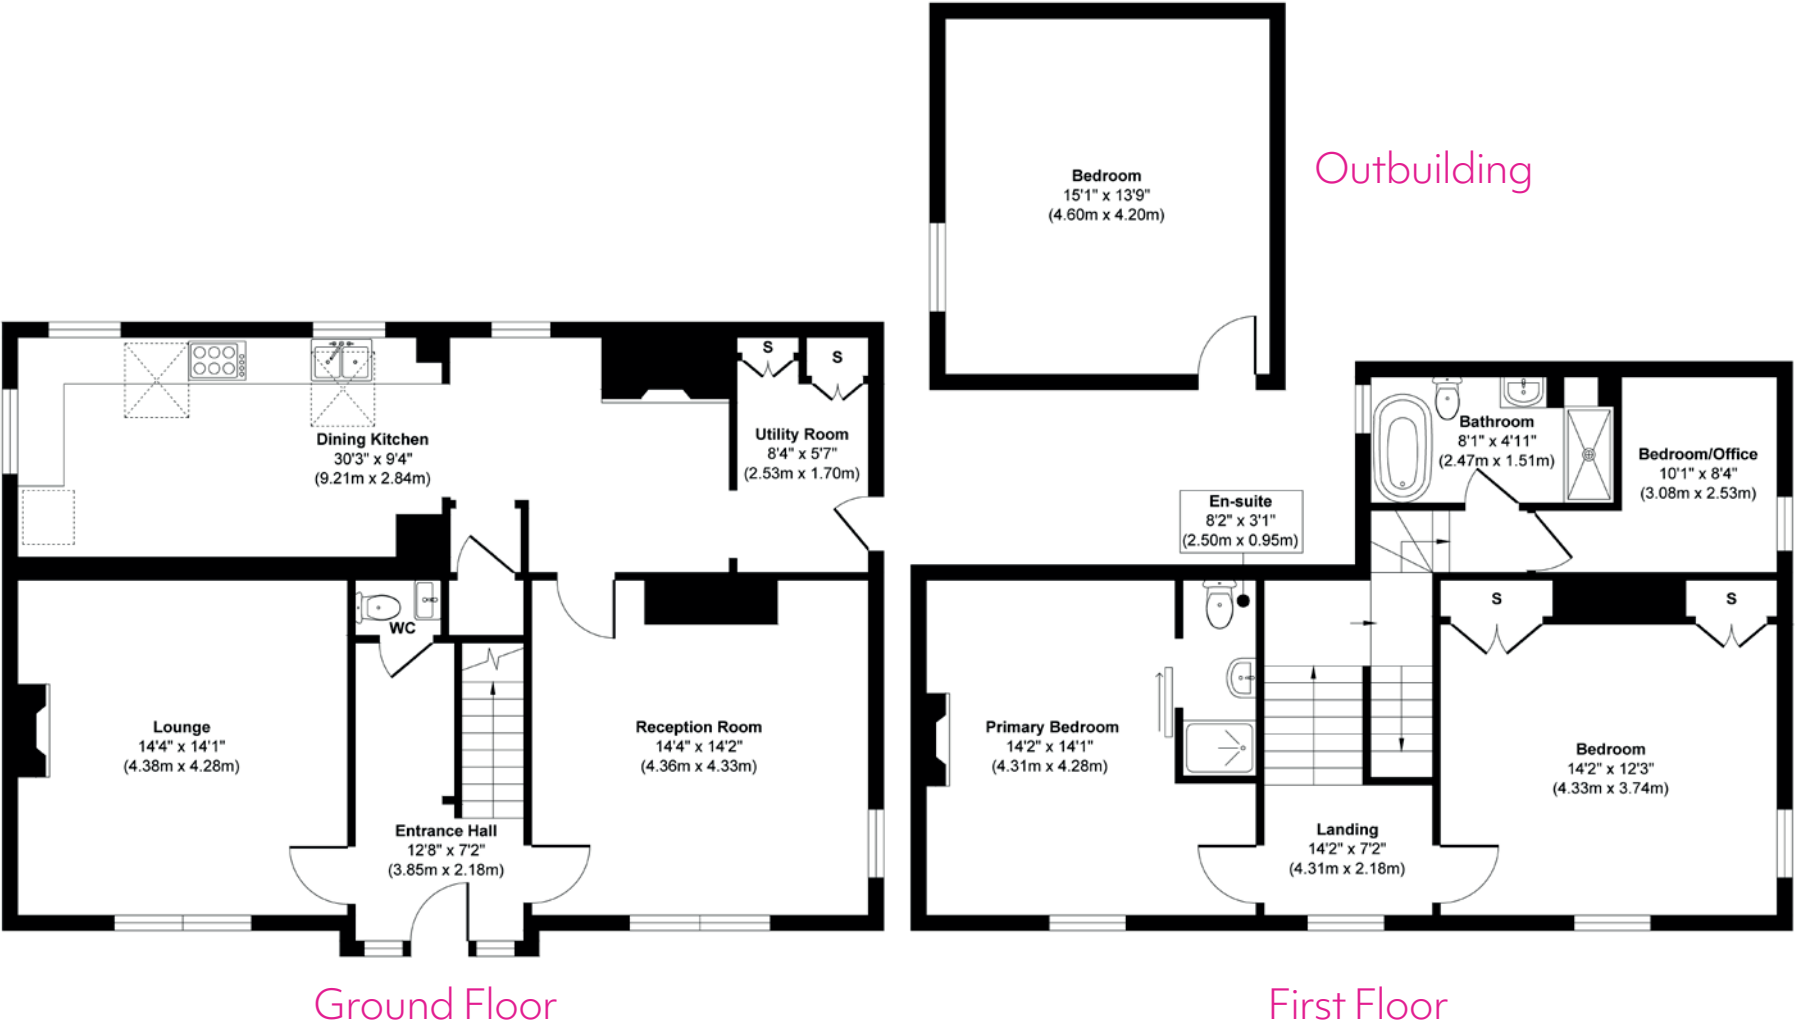 Bedroom
15'1" x 13'9"
(4.60m x 4.20m)
Outbuilding
S
S
Dining Kitchen
30'3" x 9'4"
(9.21m x 2.84m)
Utility Room
8'4" x 5'7"
(2.53m x 1.70m)
WC
Lounge
14'4" x 14'1"
(4.38m x 4.28m)
Reception Room
14'4" x 14'2"
(4.36m x 4.33m)
Entrance Hall
12'8" x 7'2"
(3.85m x 2.18m)
Ground Floor
Bathroom
8'1" x 4'11"
(2.47m x 1.51m)
Bedroom/Office
10'1" x 8'4"
(3.08m x 2.53m)
En-suite
8'2" x 3'1"
(2.50m x 0.95m)
S
S
Primary Bedroom
14'2" x 14'1"
(4.31m x 4.28m)
Bedroom
14'2" x 12'3"
(4.33m x 3.74m)
Landing
14'2" x 7'2"
(4.31m x 2.18m)
First Floor